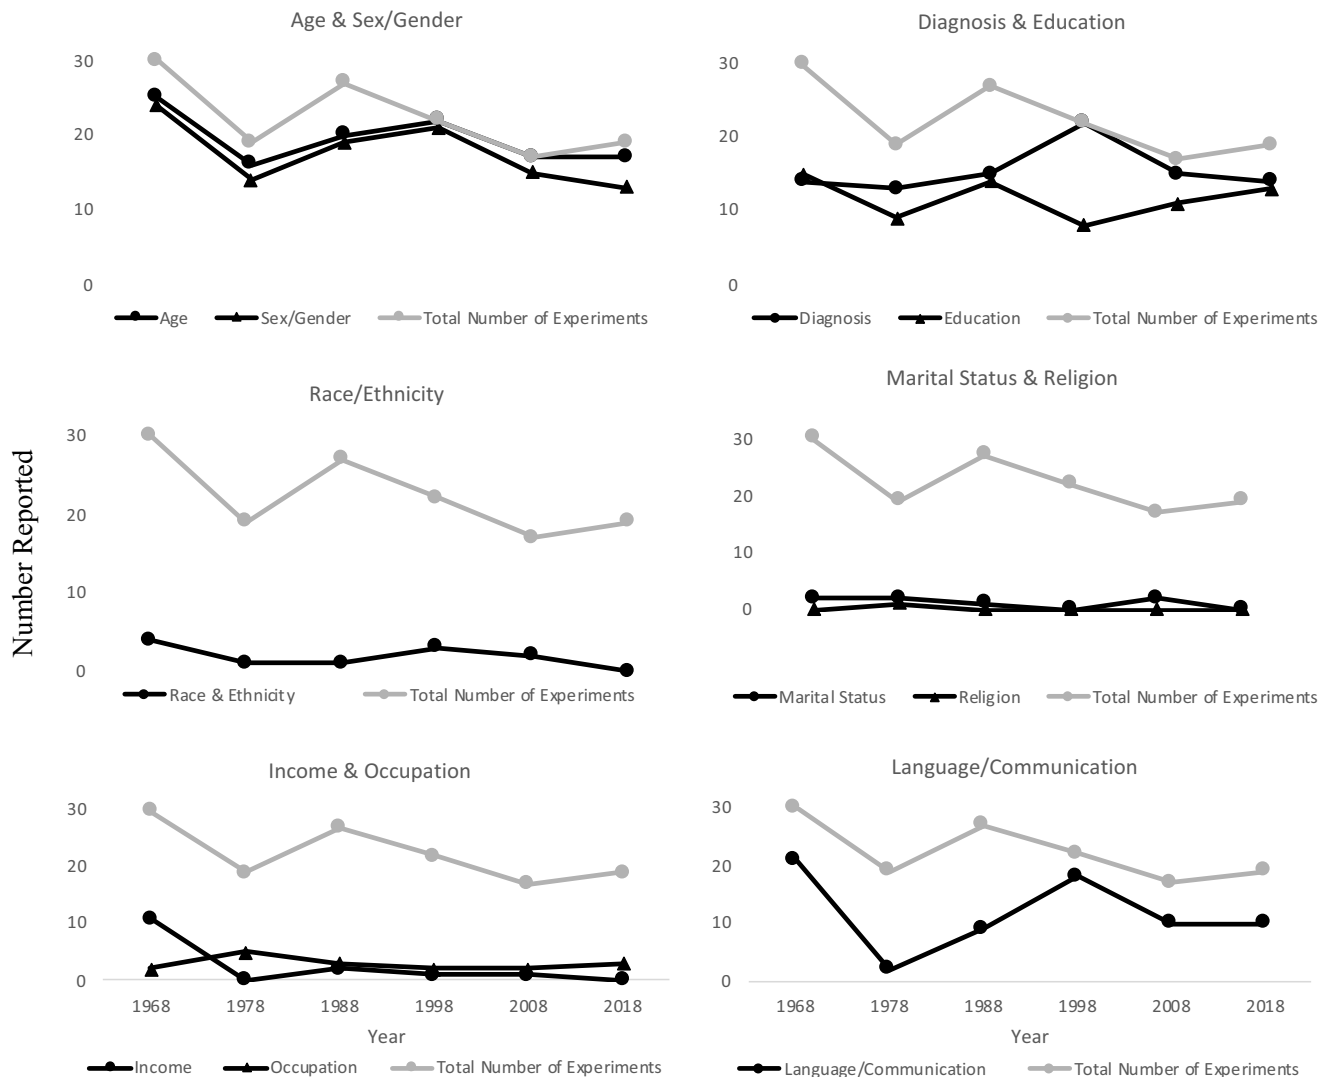 Age & Sex/Gender
30
20
10
0
Age Sex/Gender Total Number of Experiments
Diagnosis & Education
30
20
10
0
Diagnosis Education Total Number of Experiments
Number Reported
Race/Ethnicity
30
20
10
0
Race & Ethnicity Total Number of Experiments
Marital Status & Religion
30
20
10
0
Marital Status Religion Total Number of Experiments
Income & Occupation
30
20
10
0
1968 1978 1988 1998 2008 2018
Year
Income Occupation Total Number of Experiments
Language/Communication
30
20
10
0
1968 1978 1988 1998 2008 2018
Year
Language/Communication Total Number of Experiments